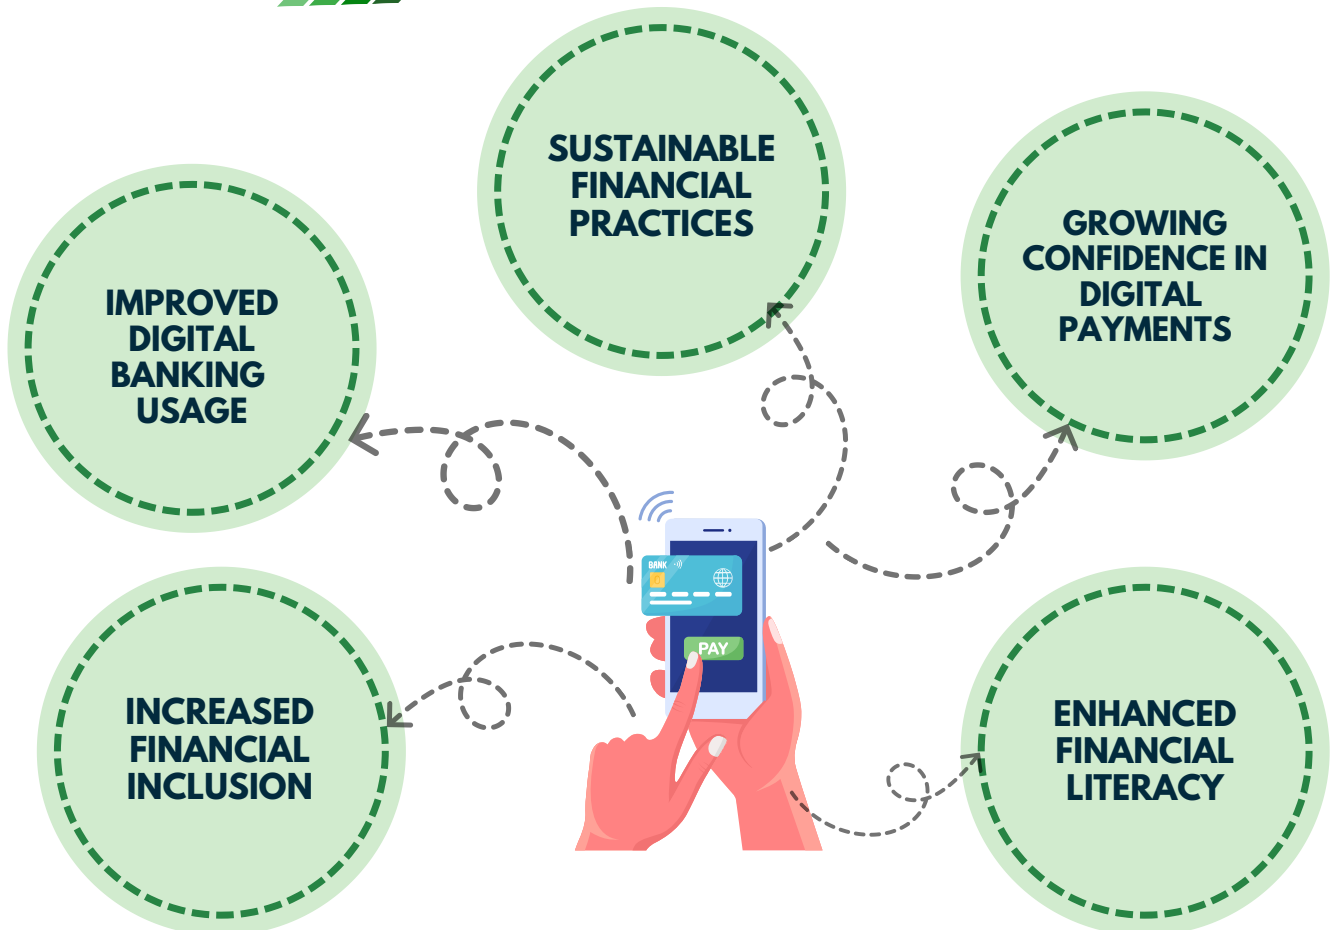 SUSTAINABLE
FINANCIAL
PRACTICES
GROWING
CONFIDENCE IN
DIGITAL
PAYMENTS
IMPROVED
DIGITAL
BANKING
USAGE
BANK
PAY
INCREASED
FINANCIAL
INCLUSION
ENHANCED
FINANCIAL
LITERACY